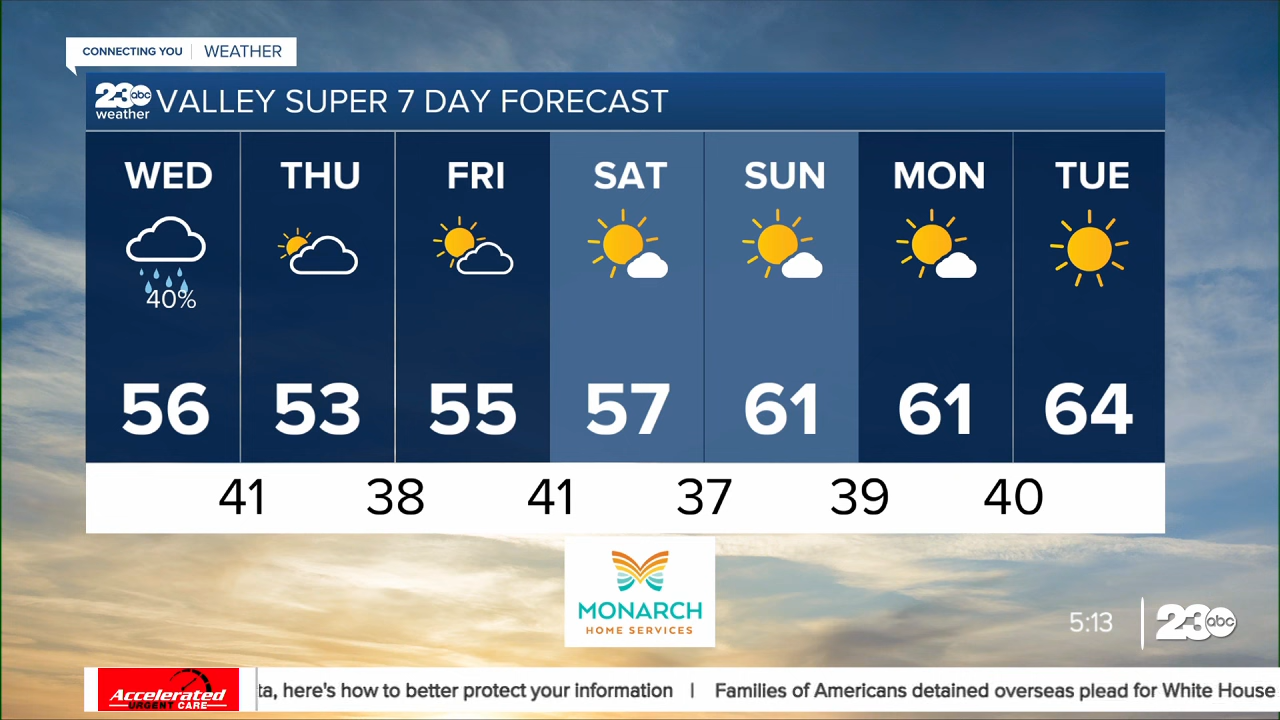 CONNECTING YOU | WEATHER
23 abc
weather
VALLEY SUPER 7 DAY FORECAST
WED THU FRI SAT SUN MON TUE
40%
56 53 55 57 61 61 64
41 38 41 37 39 40
MONARCH
HOME SERVICES
5:13
23 abc
Accelerated
URGENT CARE
ta, here's how to better protect your information | Families of Americans detained overseas plead for White House